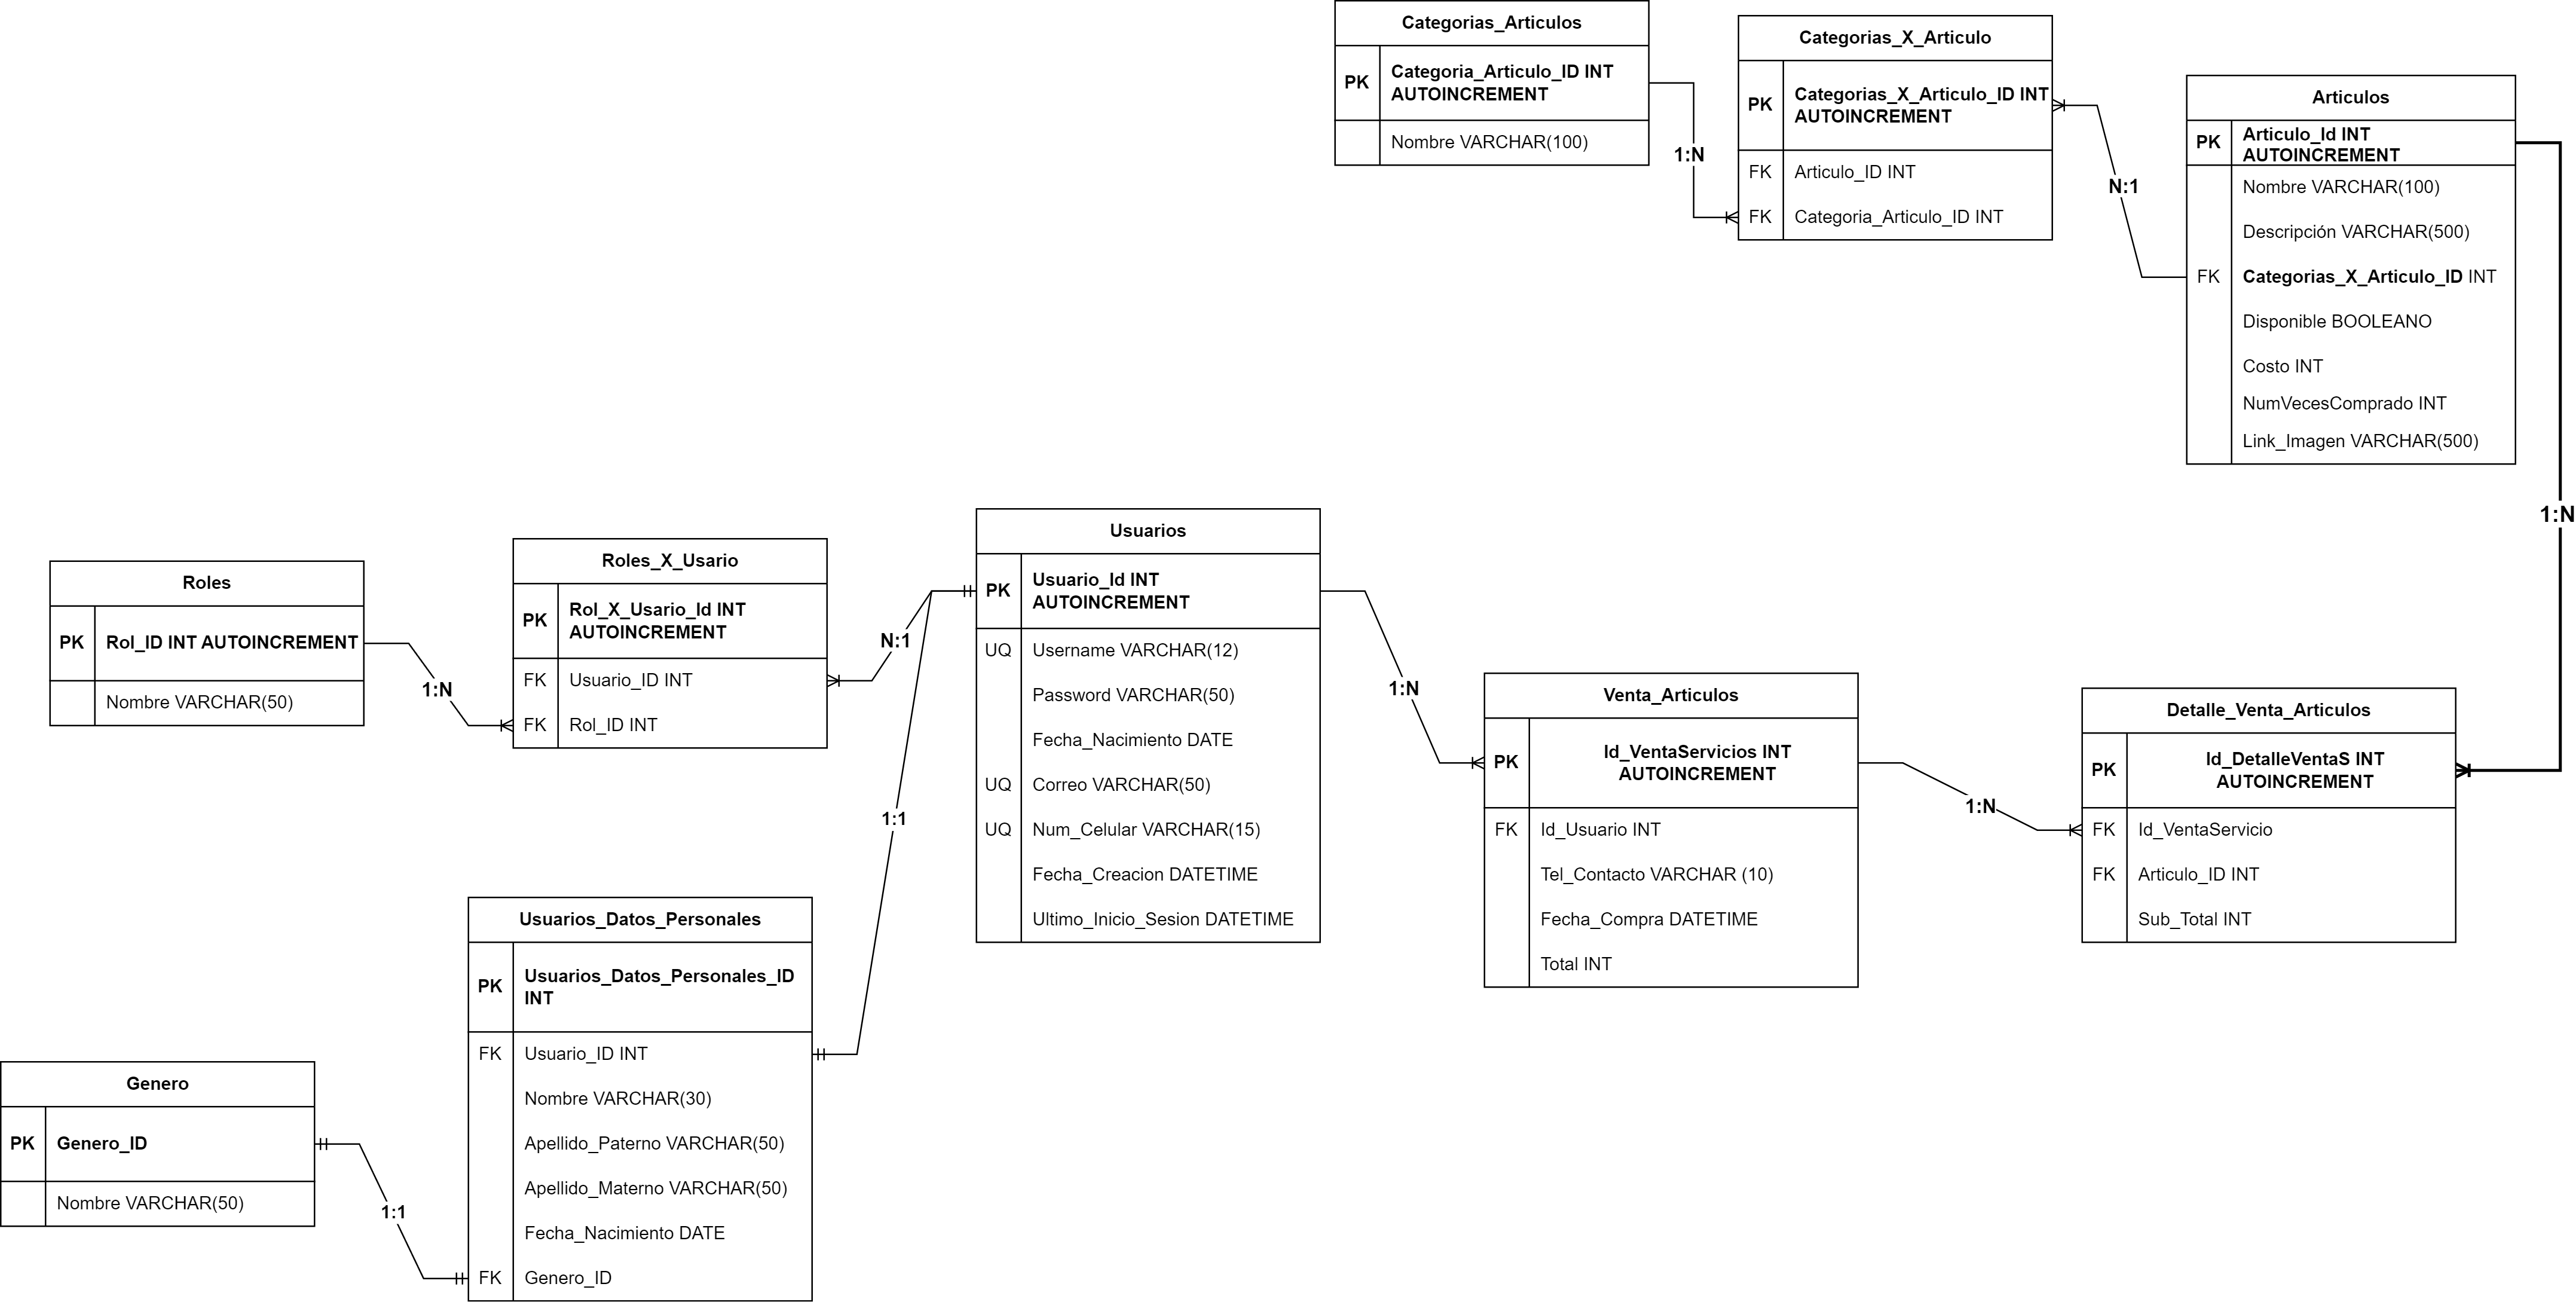 Categorias_Articulos
PK
Categoria_Articulo_ID INT
AUTOINCREMENT
Nombre VARCHAR(100)
1:N
Categorias_X_Articulo
PK
Categorias_X_Articulo_ID INT
AUTOINCREMENT
FK Articulo_ID INT
FK Categoria_Articulo_ID INT
N:1
Articulos
PK
Articulo_Id INT
AUTOINCREMENT
Nombre VARCHAR(100)
Descripción VARCHAR(500)
FK Categorias_X_Articulo_ID INT
Disponible BOOLEANO
Costo INT
NumVecesComprado INT
Link_Imagen VARCHAR(500)
1:N
Roles
PK Rol_ID INT AUTOINCREMENT
Nombre VARCHAR(50)
1:N
Roles_X_Usario
PK
Rol_X_Usario_Id INT
AUTOINCREMENT
FK Usuario_ID INT
FK Rol_ID INT
N:1
1:1
Usuarios
PK
Usuario_Id INT
AUTOINCREMENT
UQ Username VARCHAR(12)
Password VARCHAR(50)
Fecha_Nacimiento DATE
UQ Correo VARCHAR(50)
UQ Num_Celular VARCHAR(15)
Fecha_Creacion DATETIME
Ultimo_Inicio_Sesion DATETIME
1:N
Venta_Articulos
PK
Id_VentaServicios INT
AUTOINCREMENT
FK Id_Usuario INT
Tel_Contacto VARCHAR (10)
Fecha_Compra DATETIME
Total INT
1:N
Detalle_Venta_Articulos
PK
Id_DetalleVentaS INT
AUTOINCREMENT
FK Id_VentaServicio
FK Articulo_ID INT
Sub_Total INT
Usuarios_Datos_Personales
PK
Usuarios_Datos_Personales_ID
INT
FK Usuario_ID INT
Nombre VARCHAR(30)
Apellido_Paterno VARCHAR(50)
Apellido_Materno VARCHAR(50)
Fecha_Nacimiento DATE
FK Genero_ID
Genero
PK Genero_ID
Nombre VARCHAR(50)
1:1